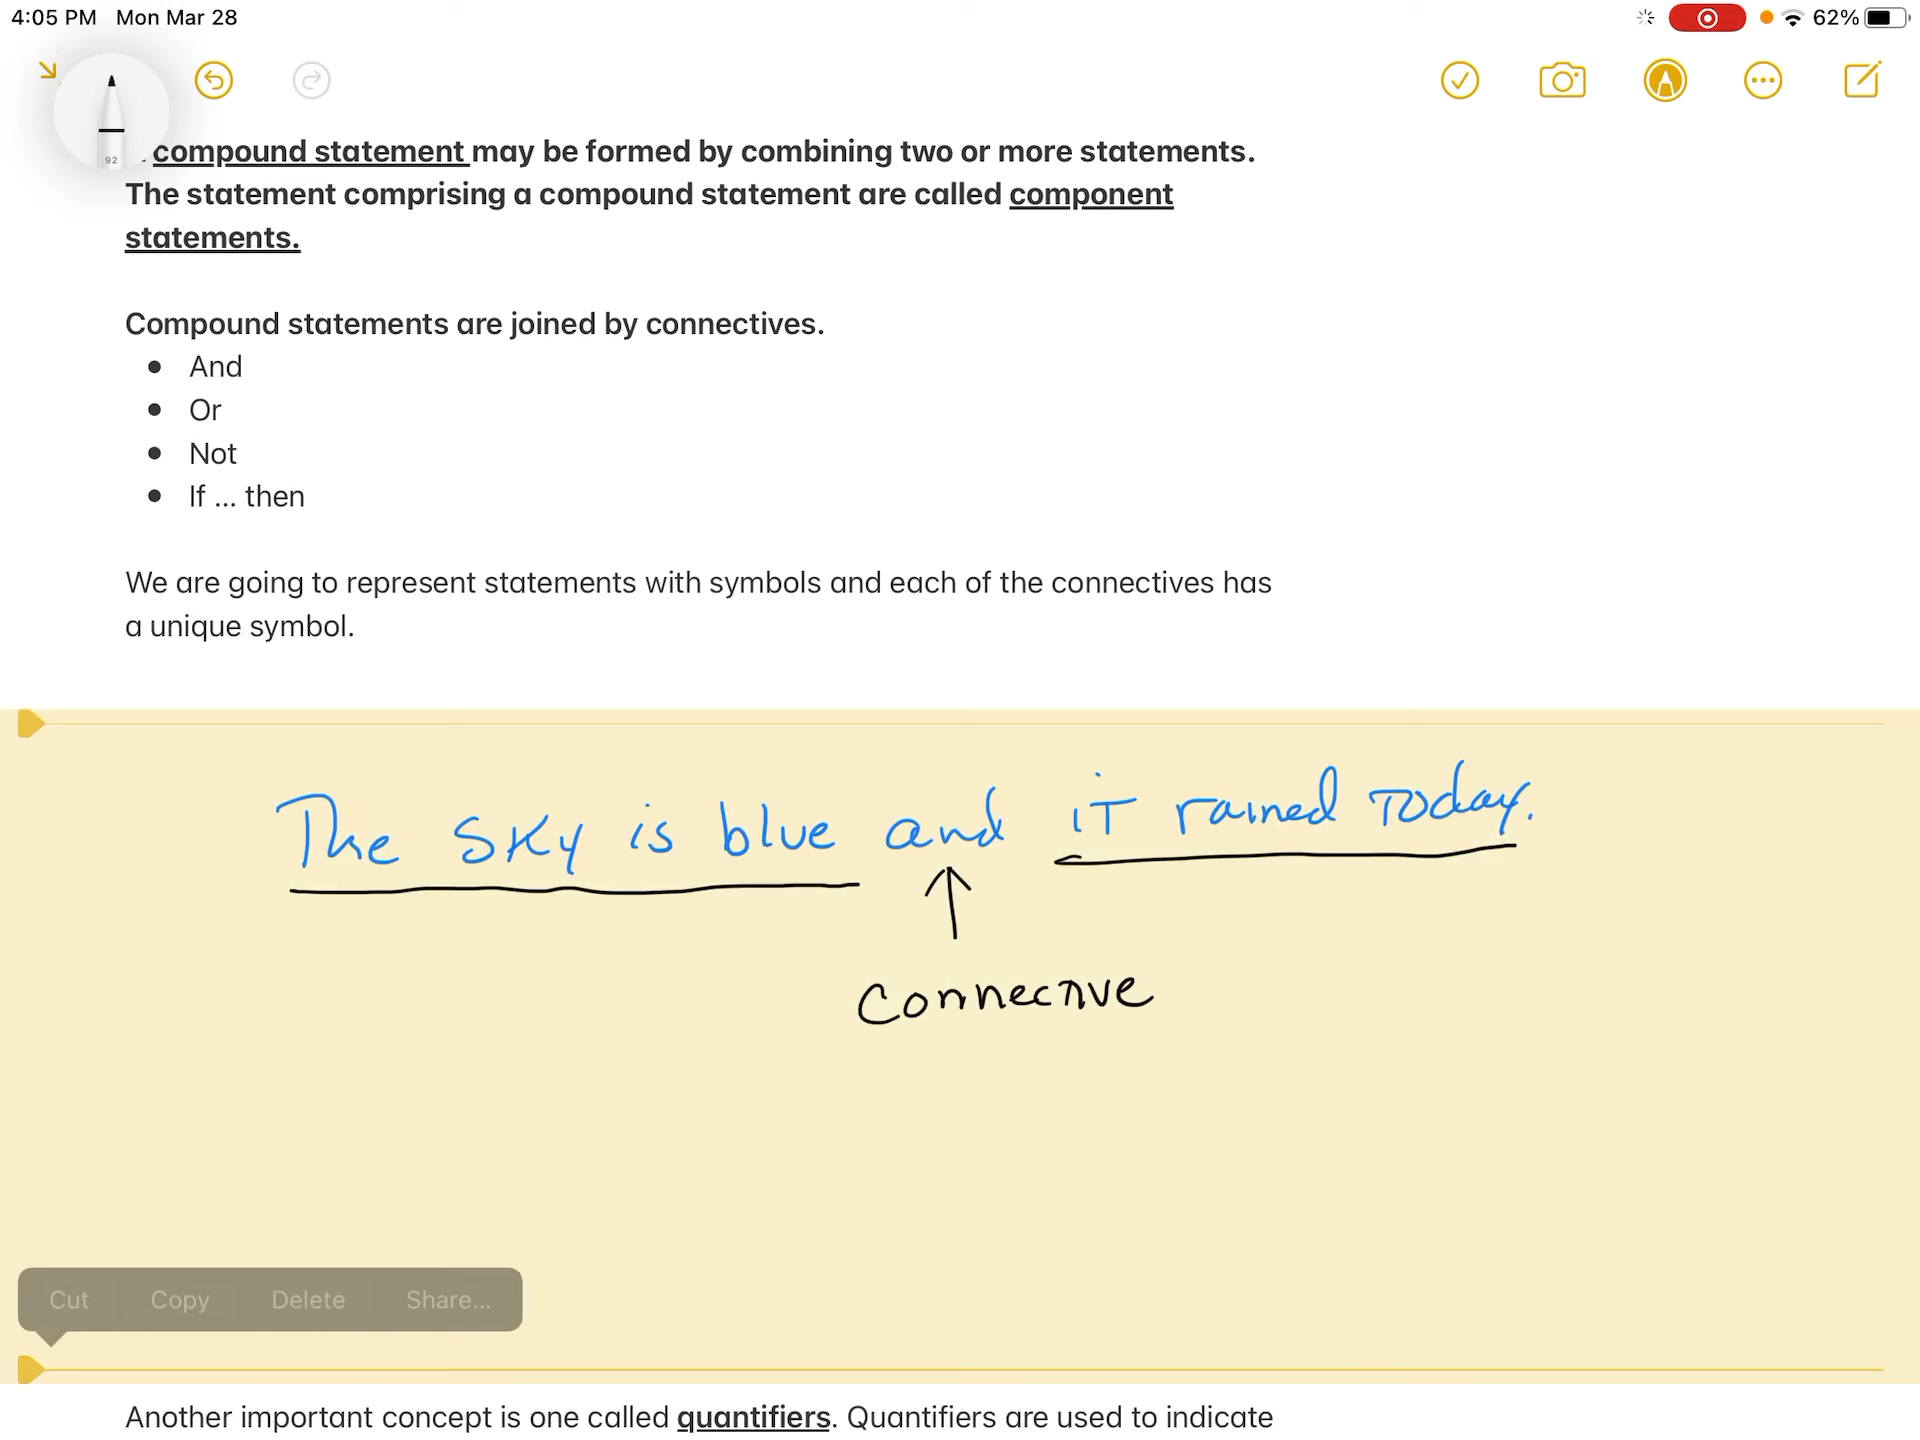 4:05 PM Mon Mar 28 62%
92
compound statement may be formed by combining two or more statements.
The statement comprising a compound statement are called component
statements.
Compound statements are joined by connectives.
• And
• Or
• Not
• If ... then
We are going to represent statements with symbols and each of the connectives has
a unique symbol.
The sky is blue and it rained today.
Connective
Cut Copy Delete Share...
Another important concept is one called quantifiers. Quantifiers are used to indicate